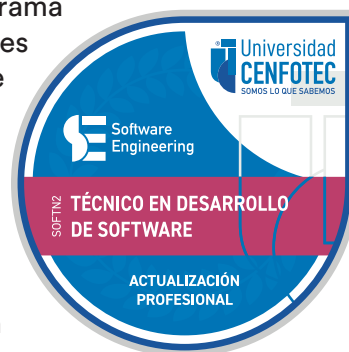 rama
es
e
Universidad
CENFOTEC
SOMOS LO QUE SABEMOS
Software
Engineering
SOFTN2
TÉCNICO EN DESARROLLO
DE SOFTWARE
ACTUALIZACIÓN
PROFESIONAL